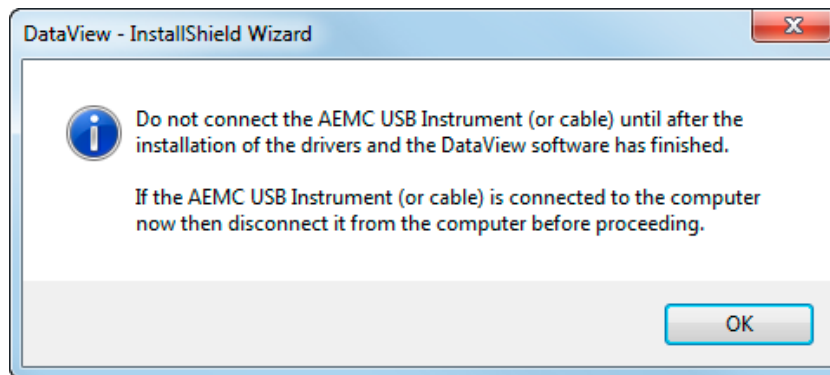 DataView - InstallShield Wizard
Do not connect the AEMC USB Instrument (or cable) until after the
installation of the drivers and the DataView software has finished.
If the AEMC USB Instrument (or cable) is connected to the computer
now then disconnect it from the computer before proceeding.
OK